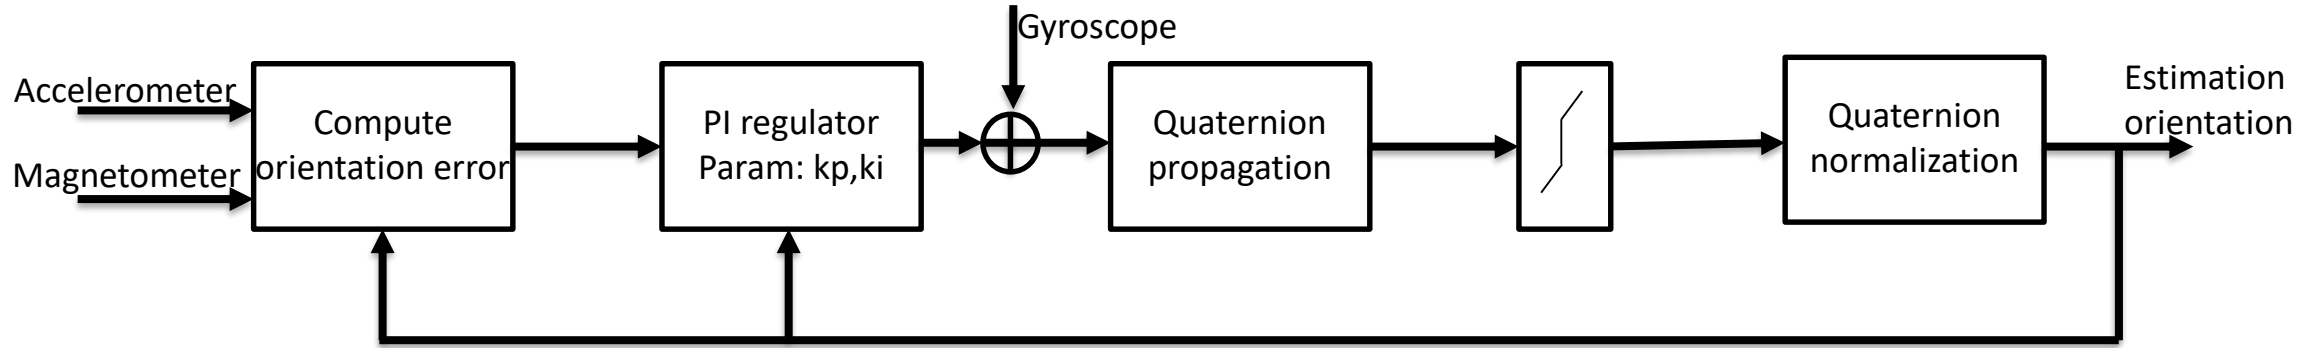 Gyroscope
Accelerometer
Magnetometer
Compute
orientation error
PI regulator
Param: kp,ki
Quaternion
propagation
Quaternion
normalization
Estimation
orientation